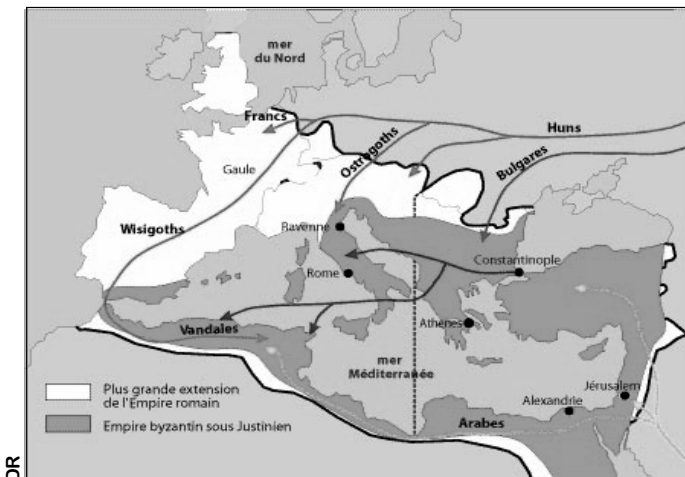 mer
du Nord
Francs
Huns
Ostrogoths
Bulgares
Gaule
Wisigoths
Ravenne
Constantinople
Rome
Athènes
Vandales
mer
Méditerranée
Jérusalem
Alexandrie
Arabes
Plus grande extension
de l'Empire romain
Empire byzantin sous Justinien
OR